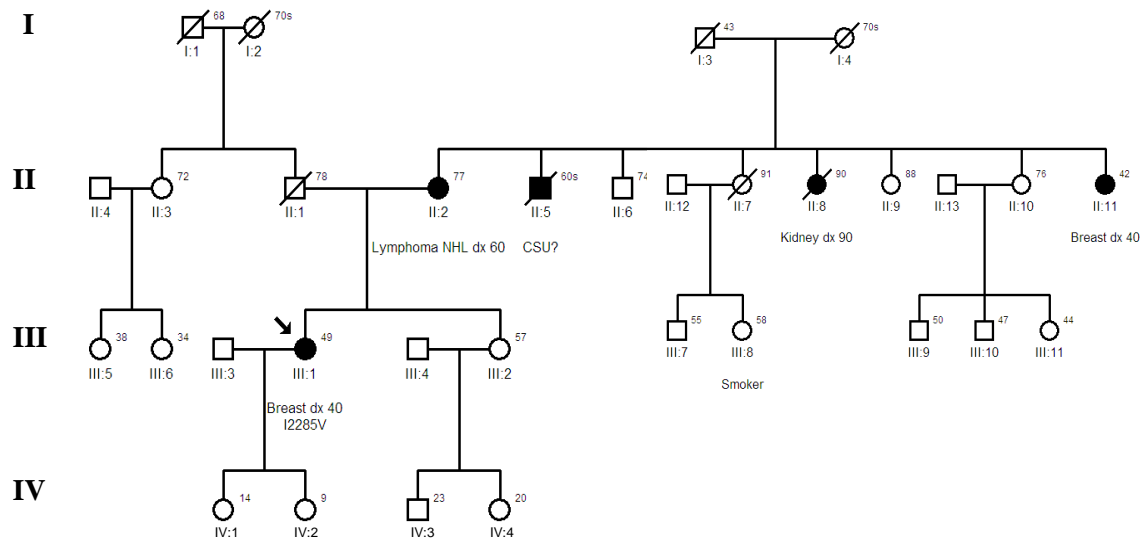 I
68
70s
43
70s
I:1
I:2
I:3
I:4
II
72
78
77
60s
74
91
90
88
76
42
II:4
II:3
II:1
II:2
II:5
II:6
II:12
II:7
II:8
II:9
II:13
II:10
II:11
Lymphoma NHL dx 60
CSU?
Kidney dx 90
Breast dx 40
III
38
34
49
57
55
58
50
47
44
III:5
III:6
III:3
III:1
III:4
III:2
III:7
III:8
III:9
III:10
III:11
Breast dx 40
I2285V
Smoker
IV
14
9
23
20
IV:1
IV:2
IV:3
IV:4